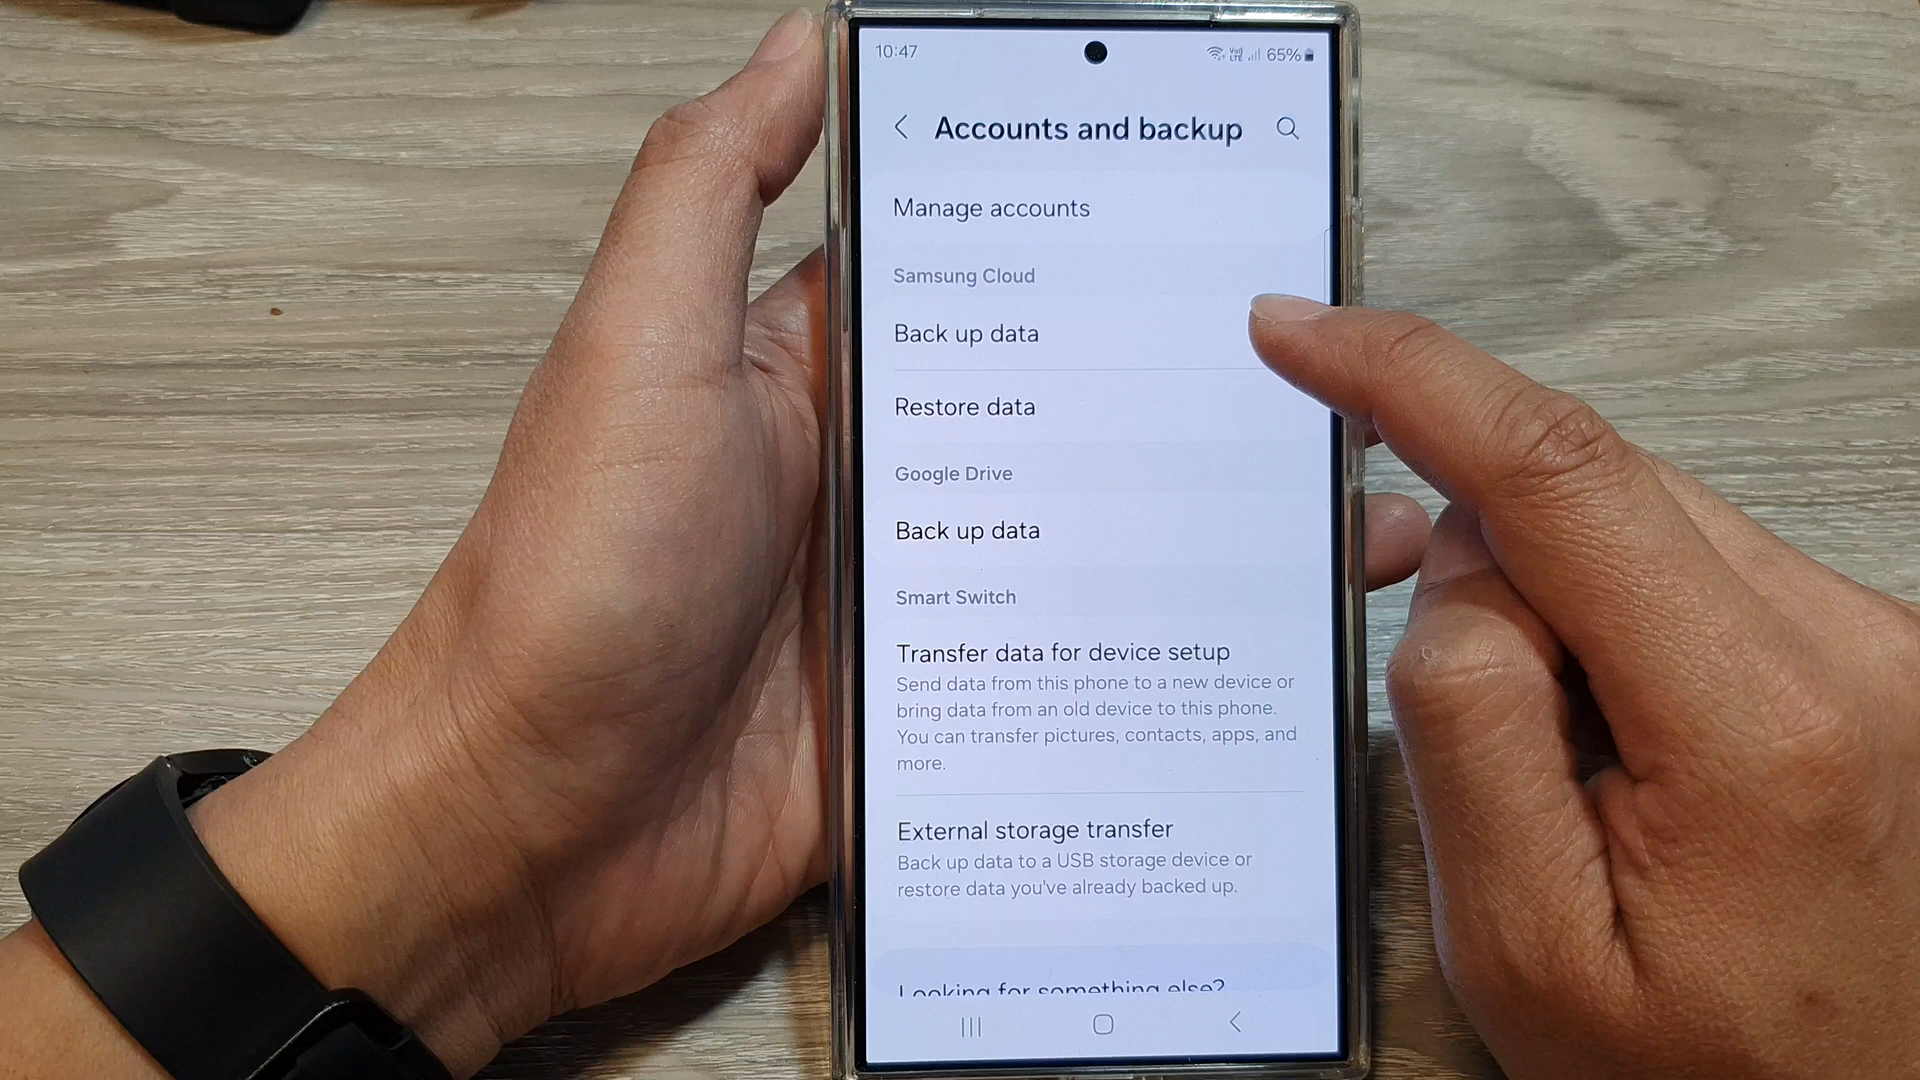 10:47
Vo) LTE 65%
Accounts and backup
Manage accounts
Samsung Cloud
Back up data
Restore data
Google Drive
Back up data
Smart Switch
Transfer data for device setup
Send data from this phone to a new device or
bring data from an old device to this phone.
You can transfer pictures, contacts, apps, and
more.
External storage transfer
Back up data to a USB storage device or
restore data you've already backed up.
Looking for something else?